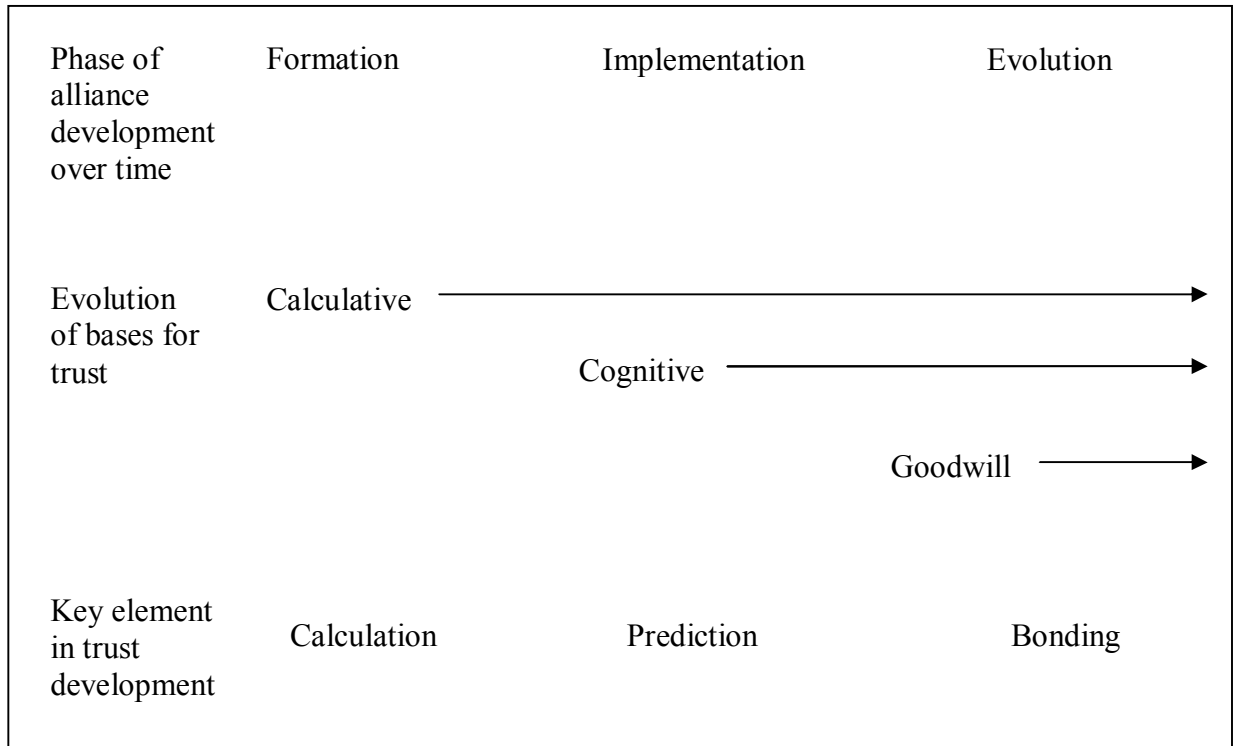 Phase of
alliance
development
over time
Formation
Implementation
Evolution
Evolution
of bases for
trust
Calculative
Cognitive
Goodwill
Key element
in trust
development
Calculation
Prediction
Bonding